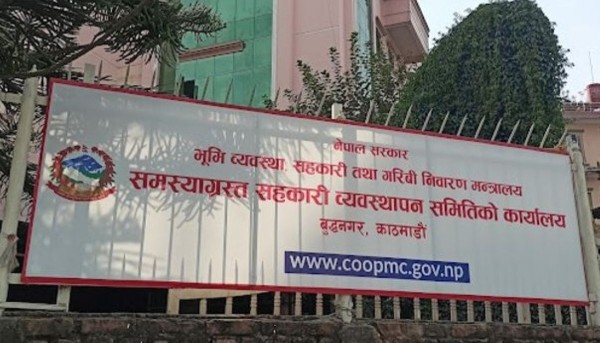 नेपाल सरकार
भूमि व्यवस्था, सहकारी तथा गरिबी निवारण मन्त्रालय
समस्याग्रस्त सहकारी व्यवस्थापन समितिको कार्यालय
बुद्धनगर, काठमाडौं
www.coopmc.gov.np